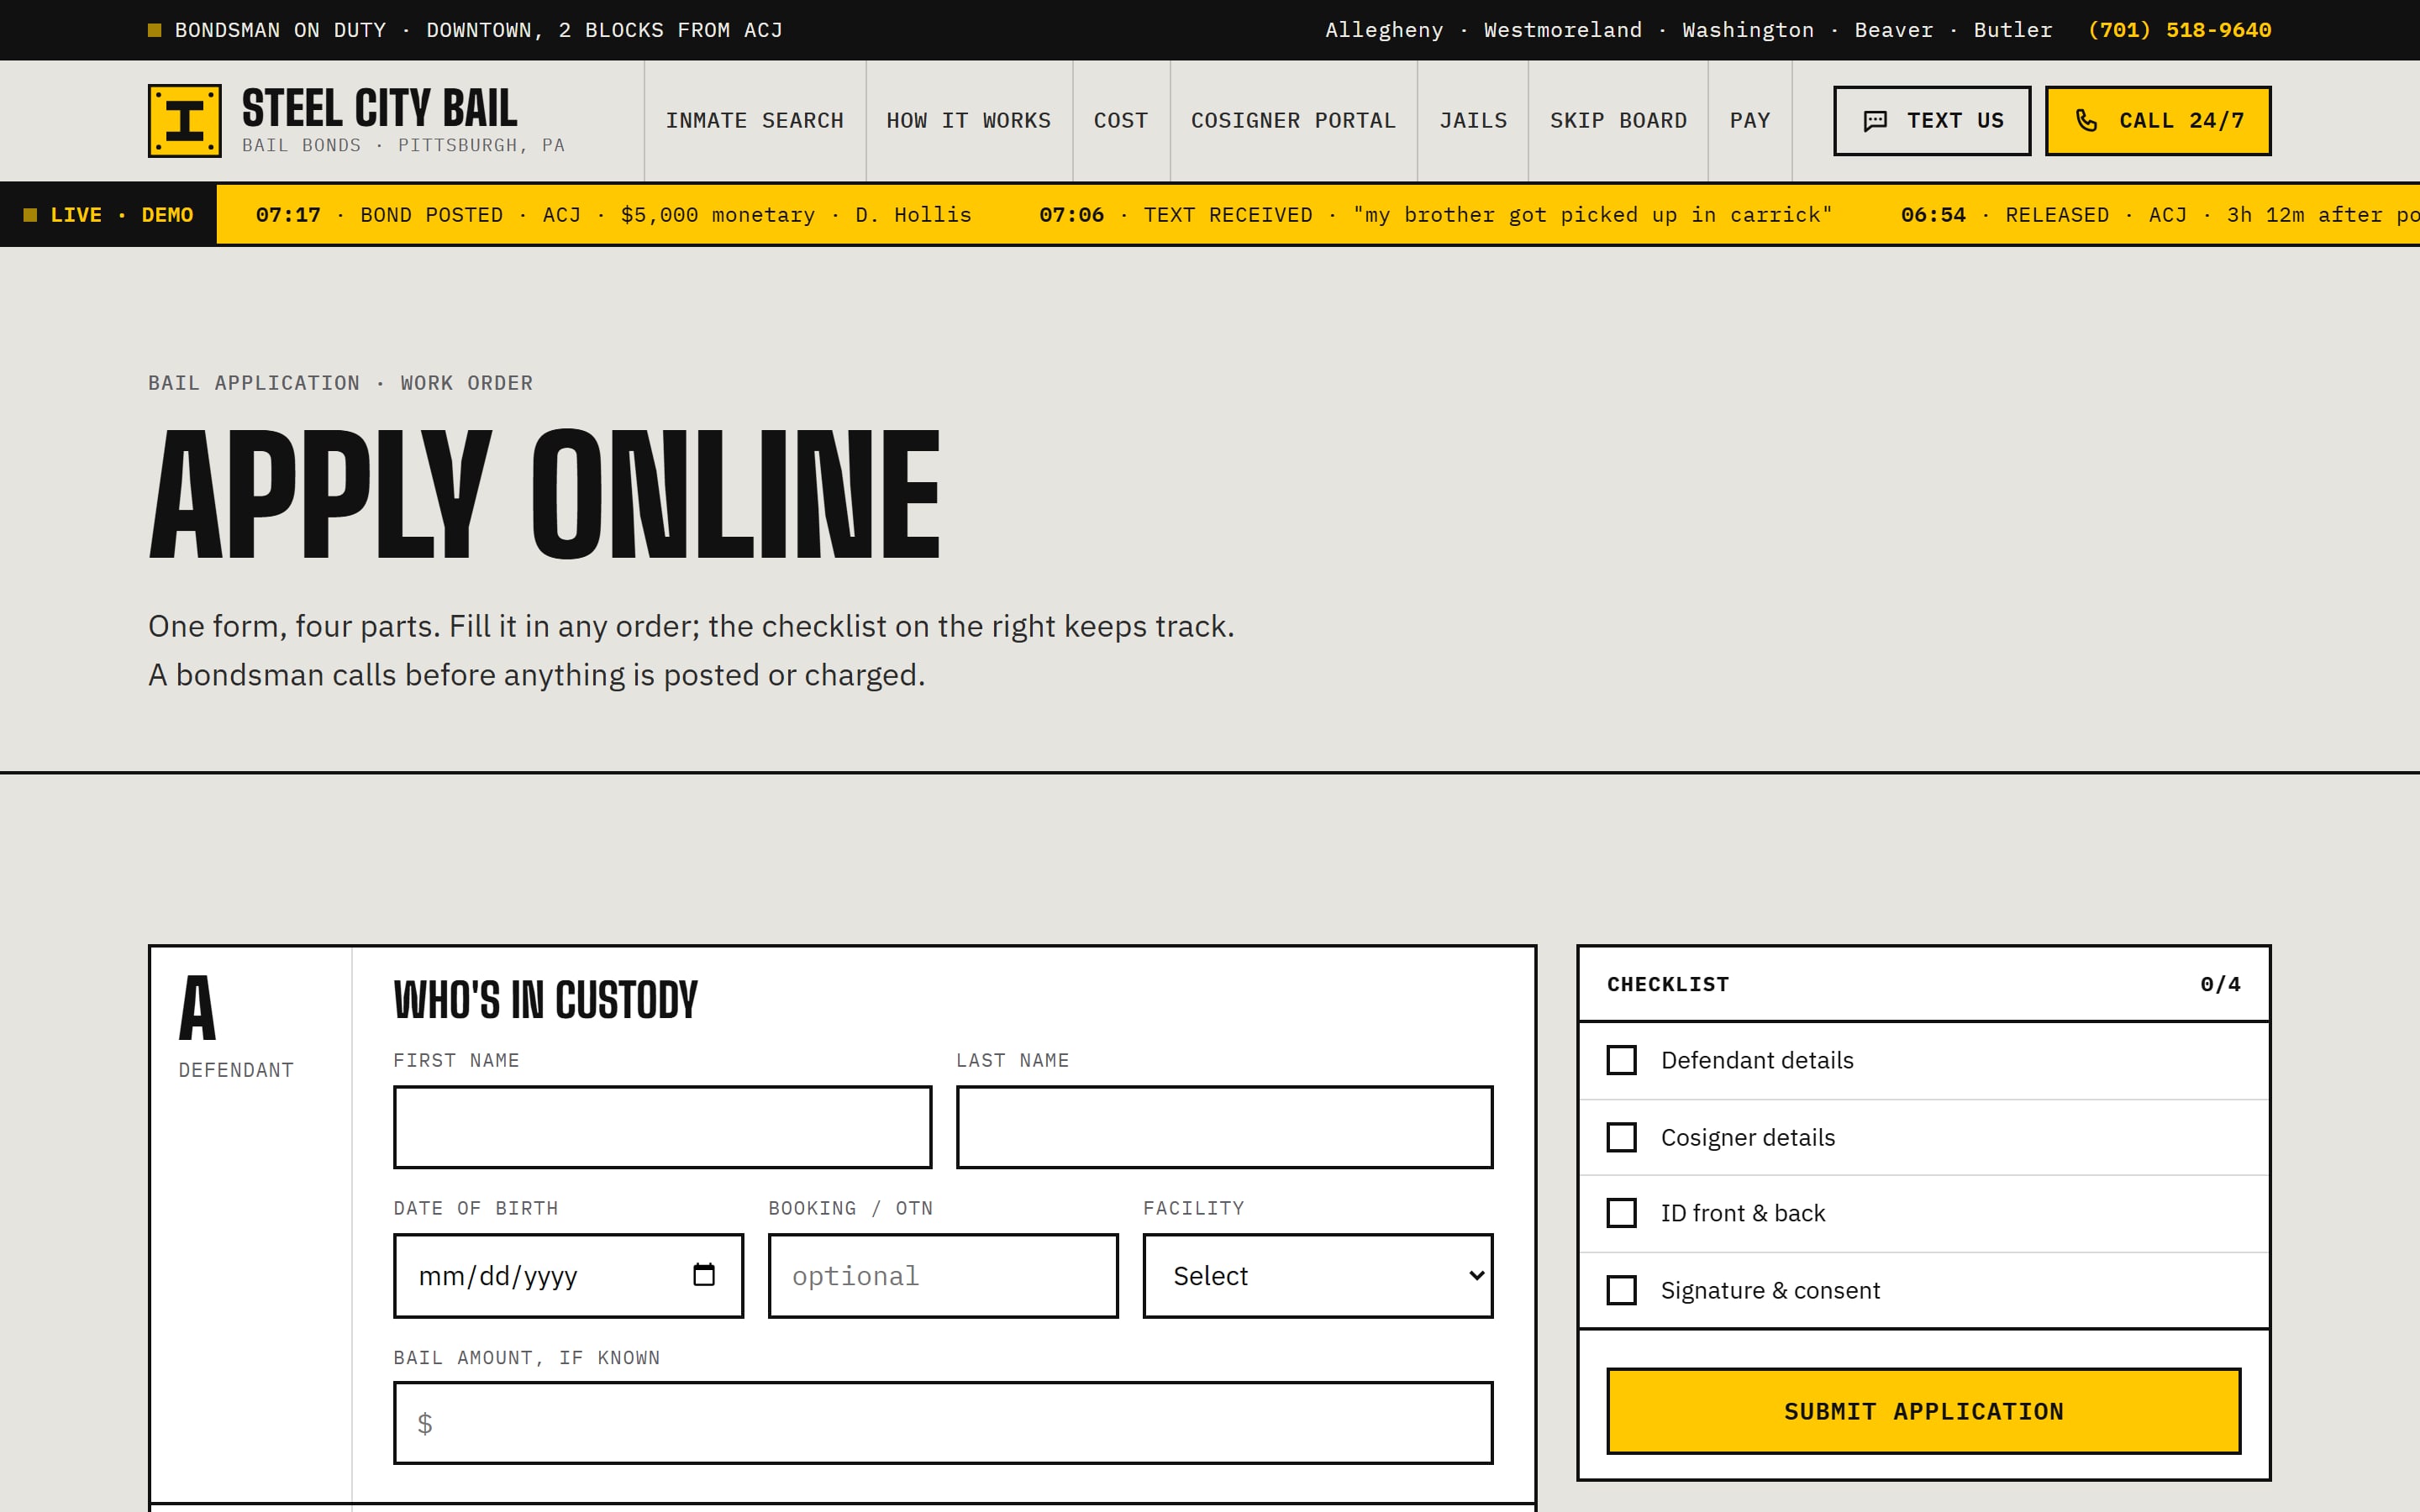 BONDSMAN ON DUTY · DOWNTOWN, 2 BLOCKS FROM ACJ
Allegheny · Westmoreland · Washington · Beaver · Butler (701) 518-9640
STEEL CITY BAIL
BAIL BONDS · PITTSBURGH, PA
INMATE SEARCH
HOW IT WORKS
COST
COSIGNER PORTAL
JAILS
SKIP BOARD
PAY
TEXT US
CALL 24/7
LIVE · DEMO
07:17 · BOND POSTED · ACJ · $5,000 monetary · D. Hollis
07:06 · TEXT RECEIVED · "my brother got picked up in carrick"
06:54 · RELEASED · ACJ · 3h 12m after po
BAIL APPLICATION · WORK ORDER
APPLY ONLINE
One form, four parts. Fill it in any order; the checklist on the right keeps track.
A bondsman calls before anything is posted or charged.
A
DEFENDANT
WHO'S IN CUSTODY
FIRST NAME
LAST NAME
DATE OF BIRTH
BOOKING / OTN
FACILITY
mm/dd/yyyy
optional
Select
BAIL AMOUNT, IF KNOWN
$
CHECKLIST 0/4
Defendant details
Cosigner details
ID front & back
Signature & consent
SUBMIT APPLICATION